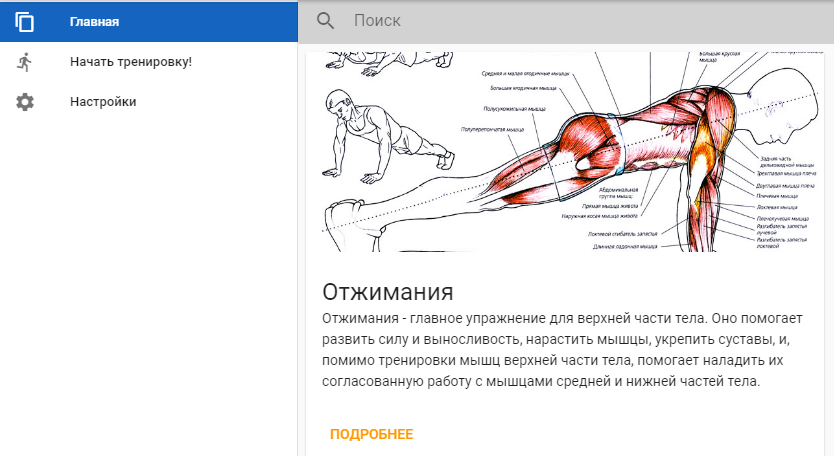 Главная
Начать тренировку!
Настройки
Поиск
Большая круглая
мышца
Средняя и малая ягодичные мышцы
Большая ягодичная мышца
Полусухожильная мышца
Полуперепончатая мышца
Абдоминальная
группа мышц
Прямая мышца живота
Наружная косая мышца живота
Локтевой сгибатель запястья
Длинная ладонная мышца
Задняя часть
дельтовидной мышцы
Трехглавая мышца плеча
Двуглавая мышца плеча
Плечевая мышца
Локтевая мышца
Плечелучевая мышца
Разгибатель запястья
лучевой
Разгибатель запястья
локтевой
Отжимания
Отжимания - главное упражнение для верхней части тела. Оно помогает
развить силу и выносливость, нарастить мышцы, укрепить суставы, и,
помимо тренировки мышц верхней части тела, помогает наладить их
согласованную работу с мышцами средней и нижней частей тела.
ПОДРОБНЕЕ